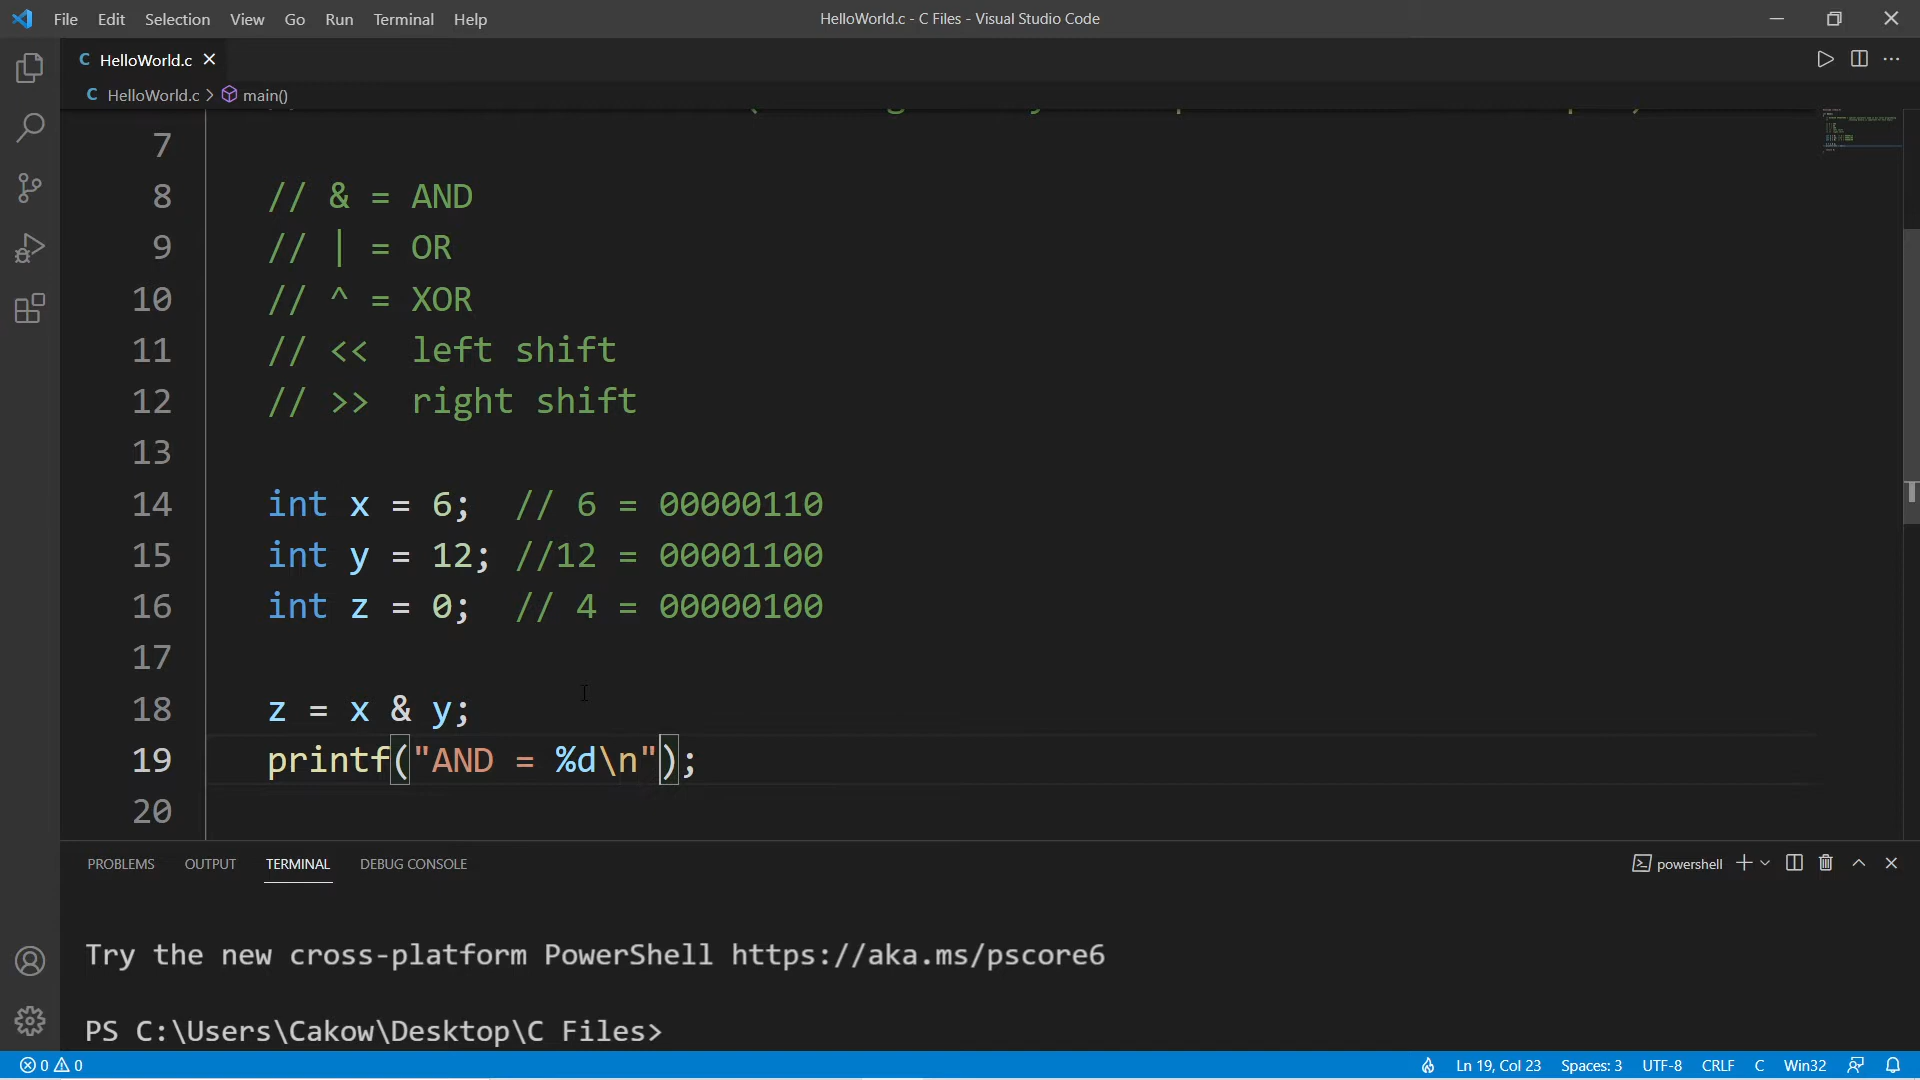 File Edit Selection View Go Run Terminal Help
HelloWorld.c - C Files - Visual Studio Code
C HelloWorld.c
C HelloWorld.c > main()
7
8 // & = AND
9 // | = OR
10 // ^ = XOR
11 // << left shift
12 // >> right shift
13
14 int x = 6; // 6 = 00000110
15 int y = 12; //12 = 00001100
16 int z = 0; // 4 = 00000100
17
18 z = x & y;
19 printf("AND = %d\n");
20
PROBLEMS OUTPUT TERMINAL DEBUG CONSOLE
powershell
Try the new cross-platform PowerShell https://aka.ms/pscore6
PS C:\Users\Cakow\Desktop\C Files>
0 0
Ln 19, Col 23 Spaces: 3 UTF-8 CRLF C Win32